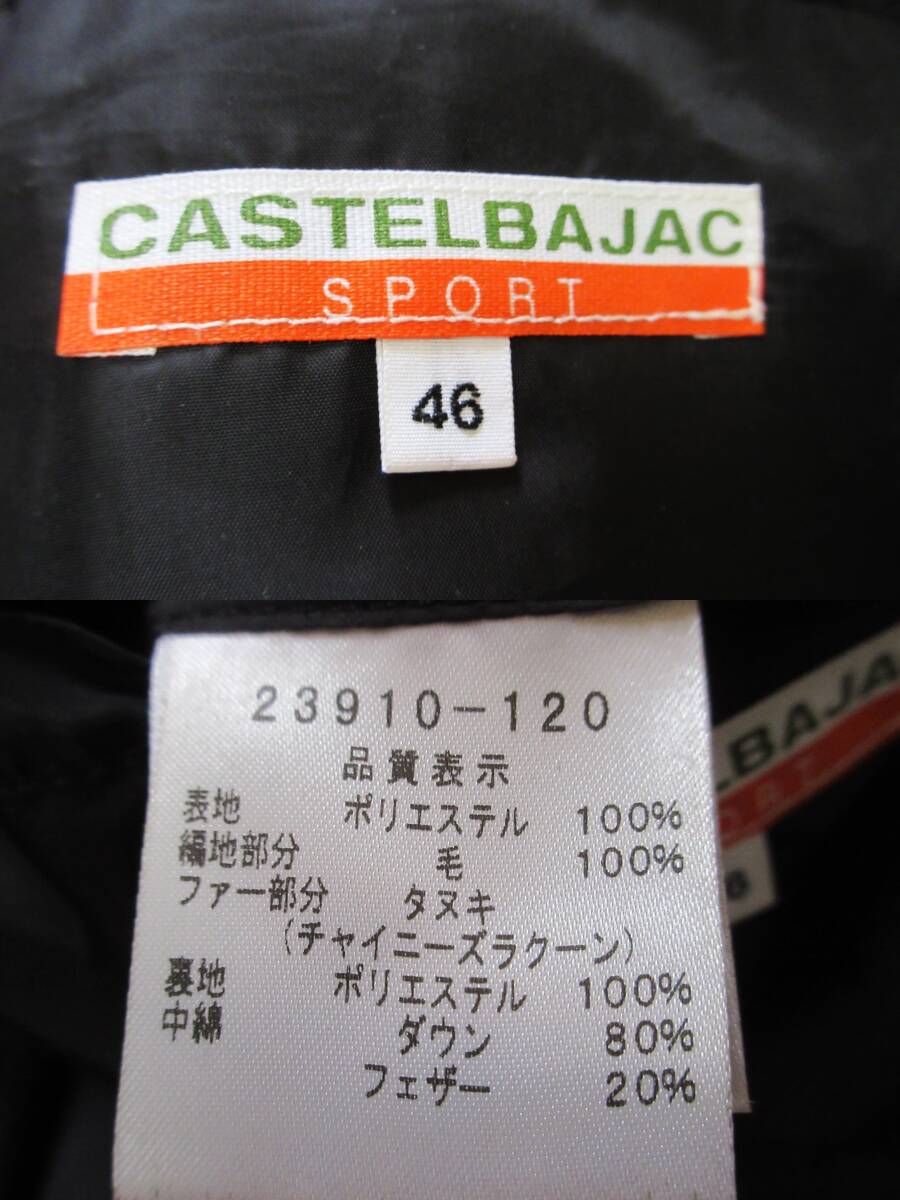 CASTELBAJAC
SPORT
46
23910-120
品質表示
表地 ポリエステル 100%
編地部分 毛 100%
ファー部分 タヌキ
(チャイニーズラクーン)
裏地 ポリエステル 100%
中綿 ダウン 80%
フェザー 20%
LBAJA
ORT
6